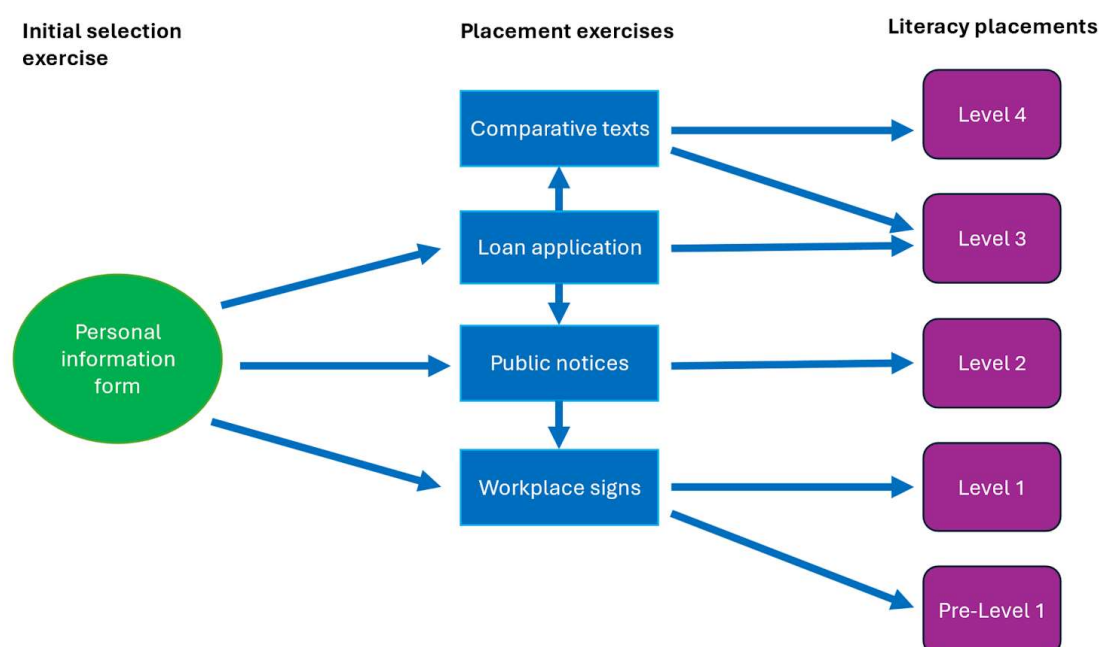 Initial selection
exercise
Placement exercises
Literacy placements
Personal
information
form
Comparative texts
Loan application
Public notices
Workplace signs
Level 4
Level 3
Level 2
Level 1
Pre-Level 1